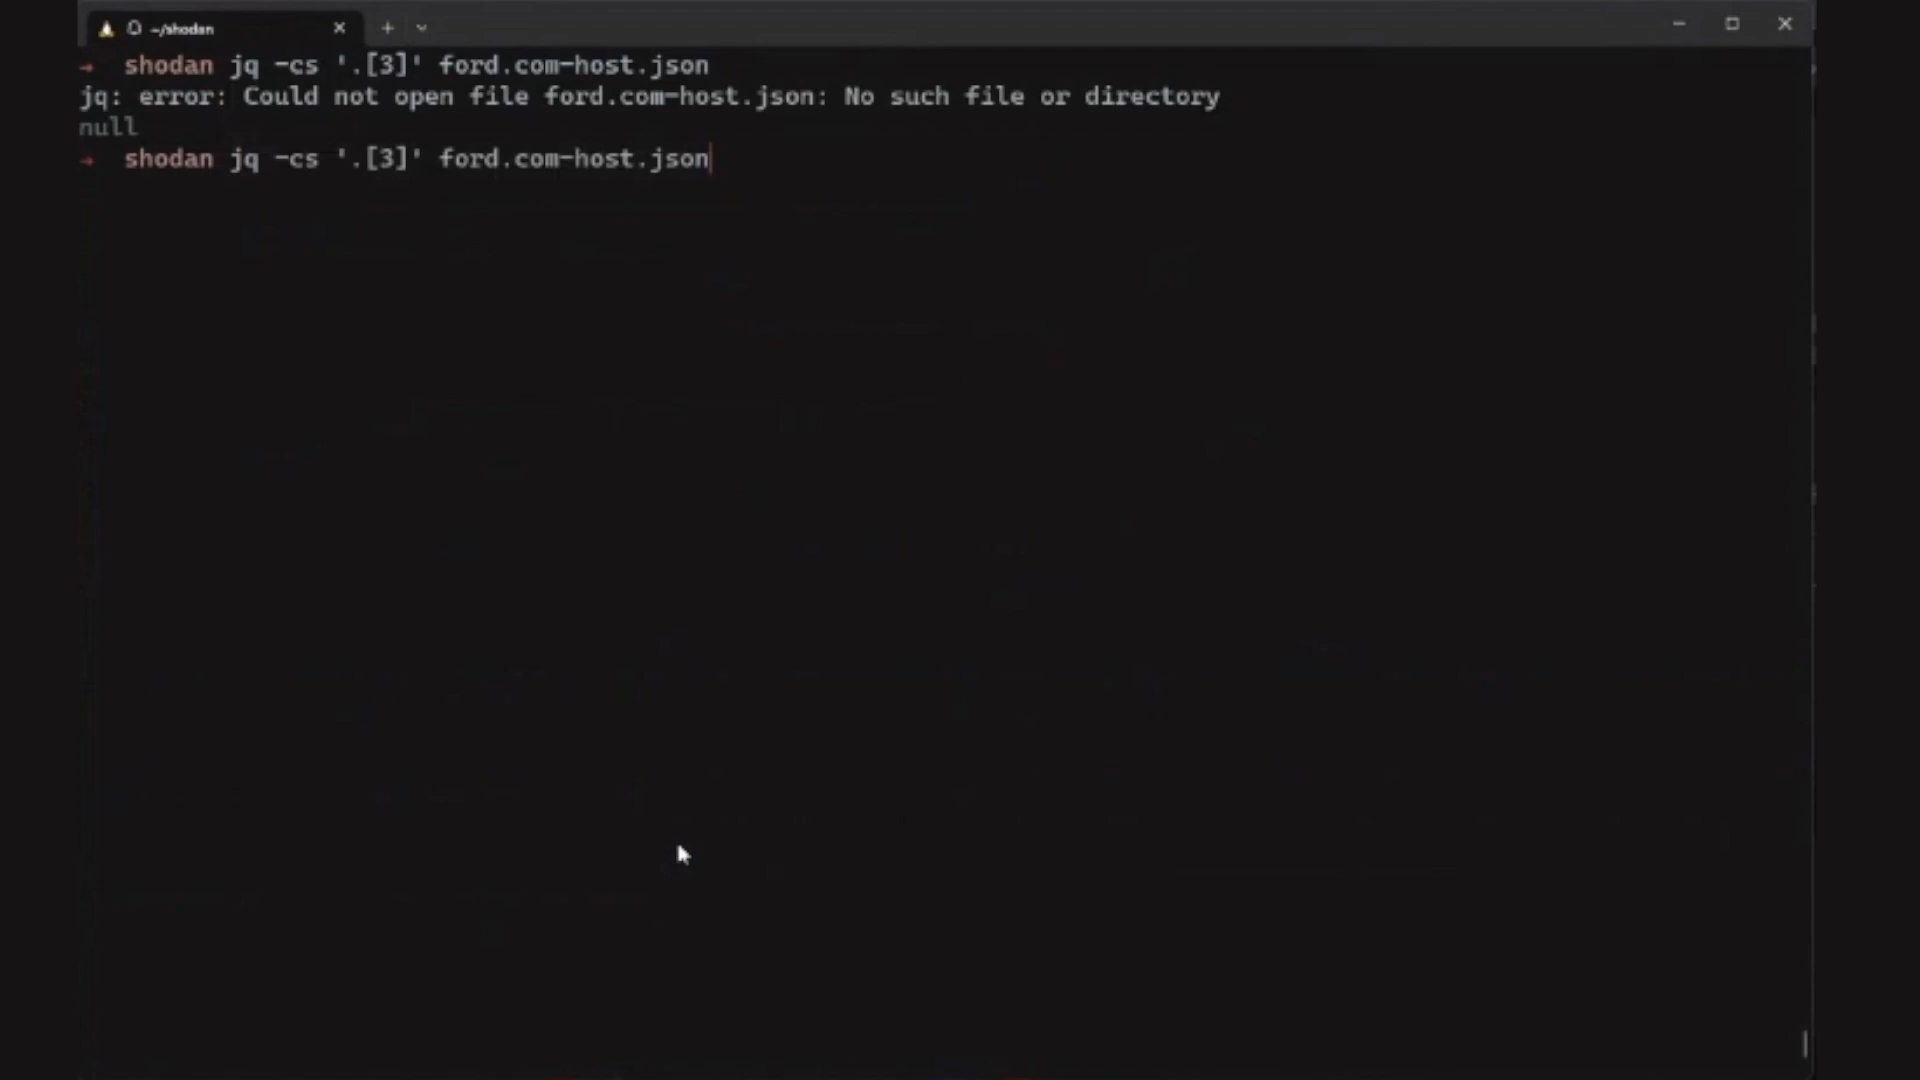 ~/shodan
→ shodan jq -cs '.[3]' ford.com-host.json
jq: error: Could not open file ford.com-host.json: No such file or directory
null
→ shodan jq -cs '.[3]' ford.com-host.json